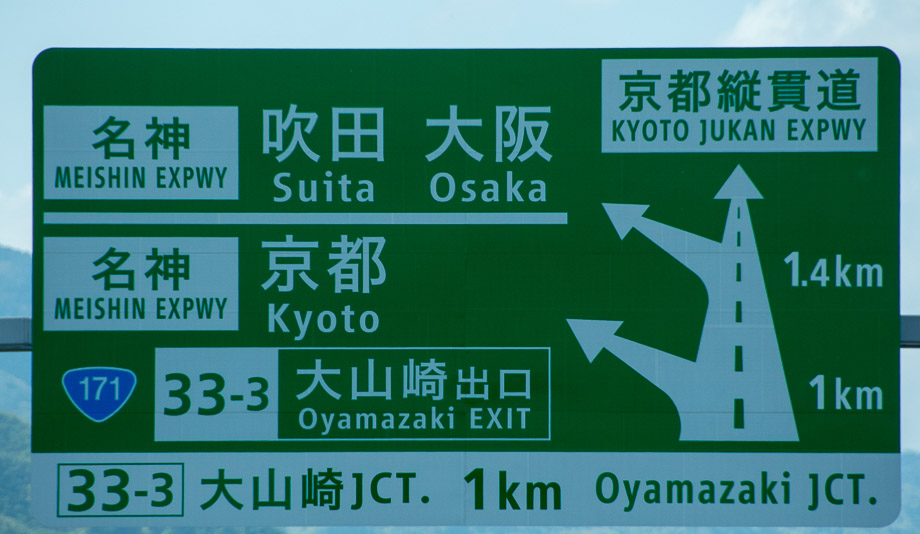 京都縦貫道
KYOTO JUKAN EXPWY
名神
MEISHIN EXPWY
吹田 大阪
Suita Osaka
名神
MEISHIN EXPWY
京都
Kyoto
1.4km
171
33-3
大山崎出口
Oyamazaki EXIT
1km
33-3 大山崎JCT. 1km Oyamazaki JCT.